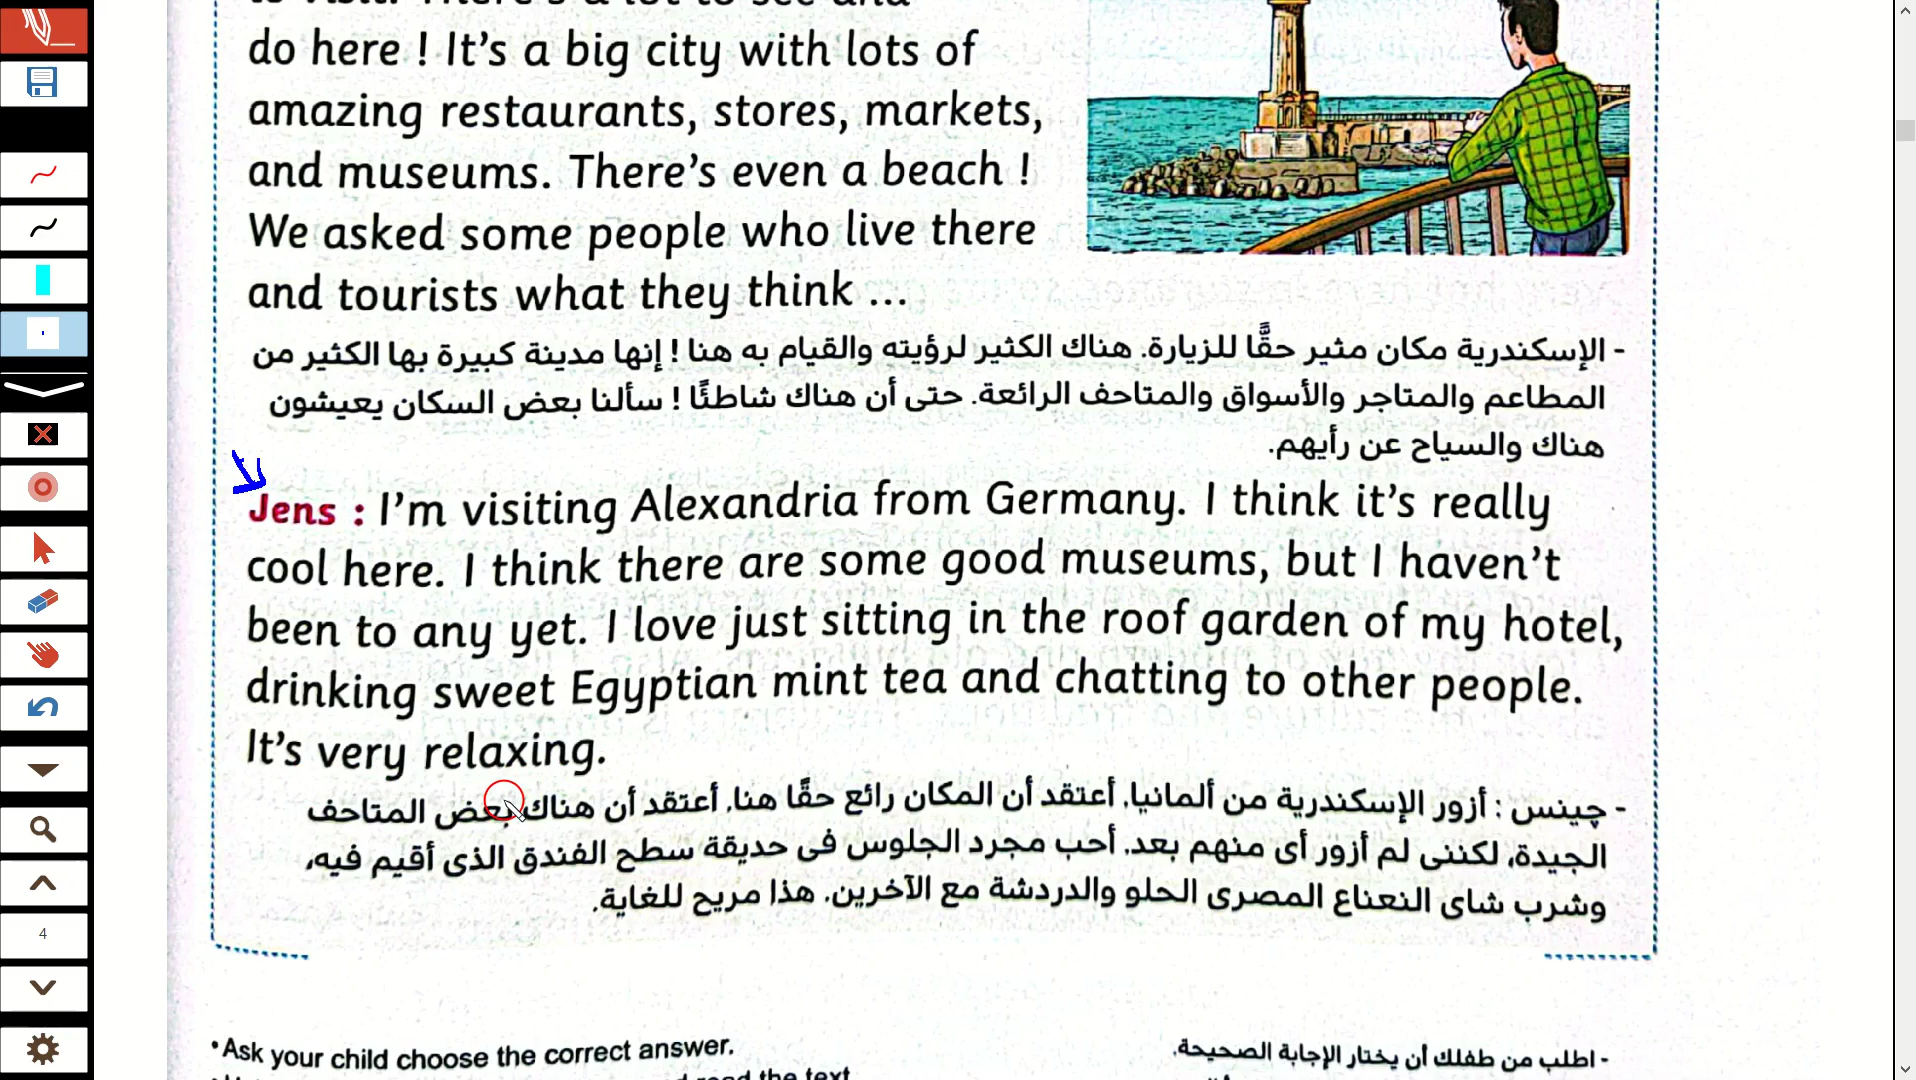 do here ! It's a big city with lots of
amazing restaurants, stores, markets,
and museums. There's even a beach !
We asked some people who live there
and tourists what they think ...
- الإسكندرية مكان مثير حقًّا للزيارة. هناك الكثير لرؤيته والقيام به هنا ! إنها مدينة كبيرة بها الكثير من
المطاعم والمتاجر والأسواق والمتاحف الرائعة. حتى أن هناك شاطئًا ! سألنا بعض السكان يعيشون
هناك والسياح عن رأيهم.
Jens : I'm visiting Alexandria from Germany. I think it's really
cool here. I think there are some good museums, but I haven't
been to any yet. I love just sitting in the roof garden of my hotel,
drinking sweet Egyptian mint tea and chatting to other people.
It's very relaxing.
- چينس : أزور الإسكندرية من ألمانيا. أعتقد أن المكان رائع حقًّا هنا. أعتقد أن هناك بعض المتاحف
الجيدة، لكننى لم أزور أى منهم بعد. أحب مجرد الجلوس فى حديقة سطح الفندق الذى أقيم فيه،
وشرب شاى النعناع المصرى الحلو والدردشة مع الآخرين. هذا مريح للغاية.
4
• Ask your child choose the correct answer.
- اطلب من طفلك أن يختار الإجابة الصحيحة.
read the text